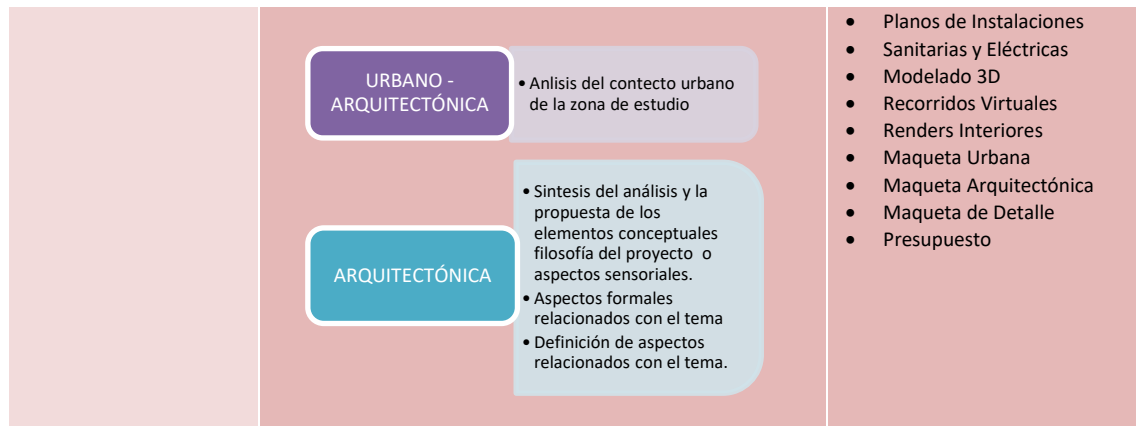 URBANO -
ARQUITECTÓNICA
• Anlisis del contecto urbano
de la zona de estudio
ARQUITECTÓNICA
• Sintesis del análisis y la
propuesta de los
elementos conceptuales
filosofía del proyecto o
aspectos sensoriales.
• Aspectos formales
relacionados con el tema
• Definición de aspectos
relacionados con el tema.
• Planos de Instalaciones
• Sanitarias y Eléctricas
• Modelado 3D
• Recorridos Virtuales
• Renders Interiores
• Maqueta Urbana
• Maqueta Arquitectónica
• Maqueta de Detalle
• Presupuesto